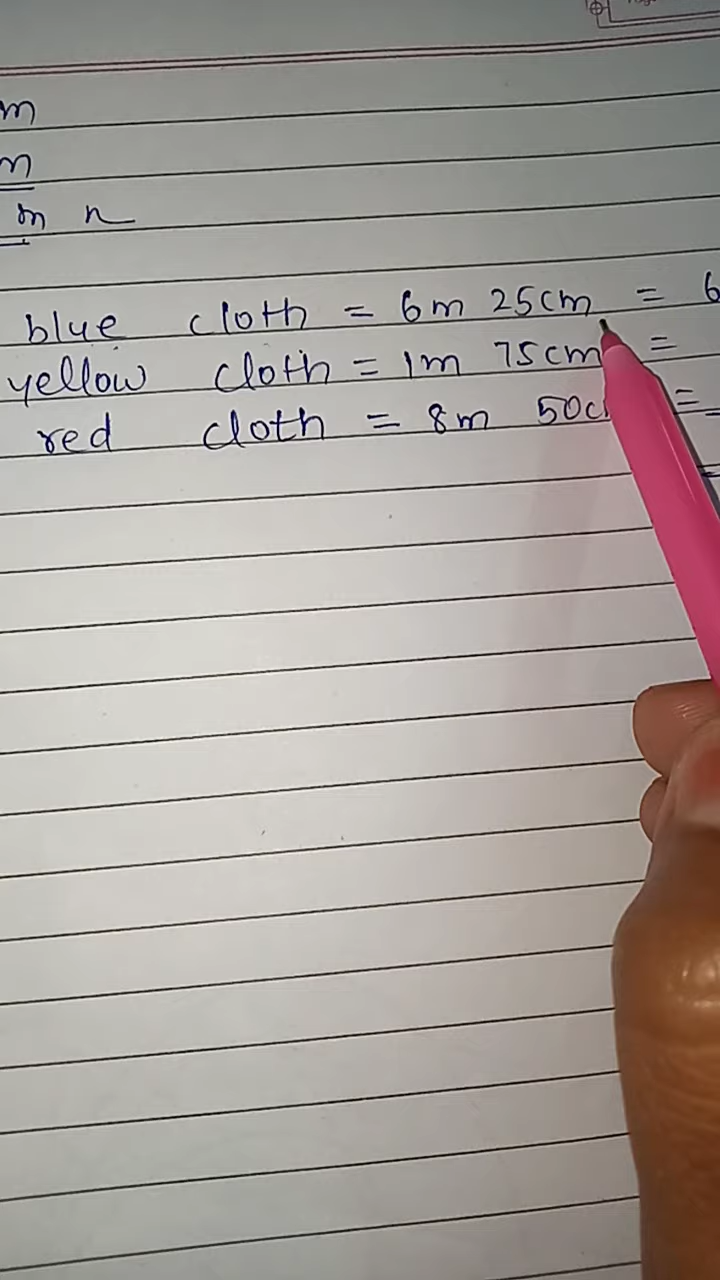 m
m
m n
blue cloth = 6m 25cm = 6
yellow cloth = 1m 75cm =
red cloth = 8m 50c =